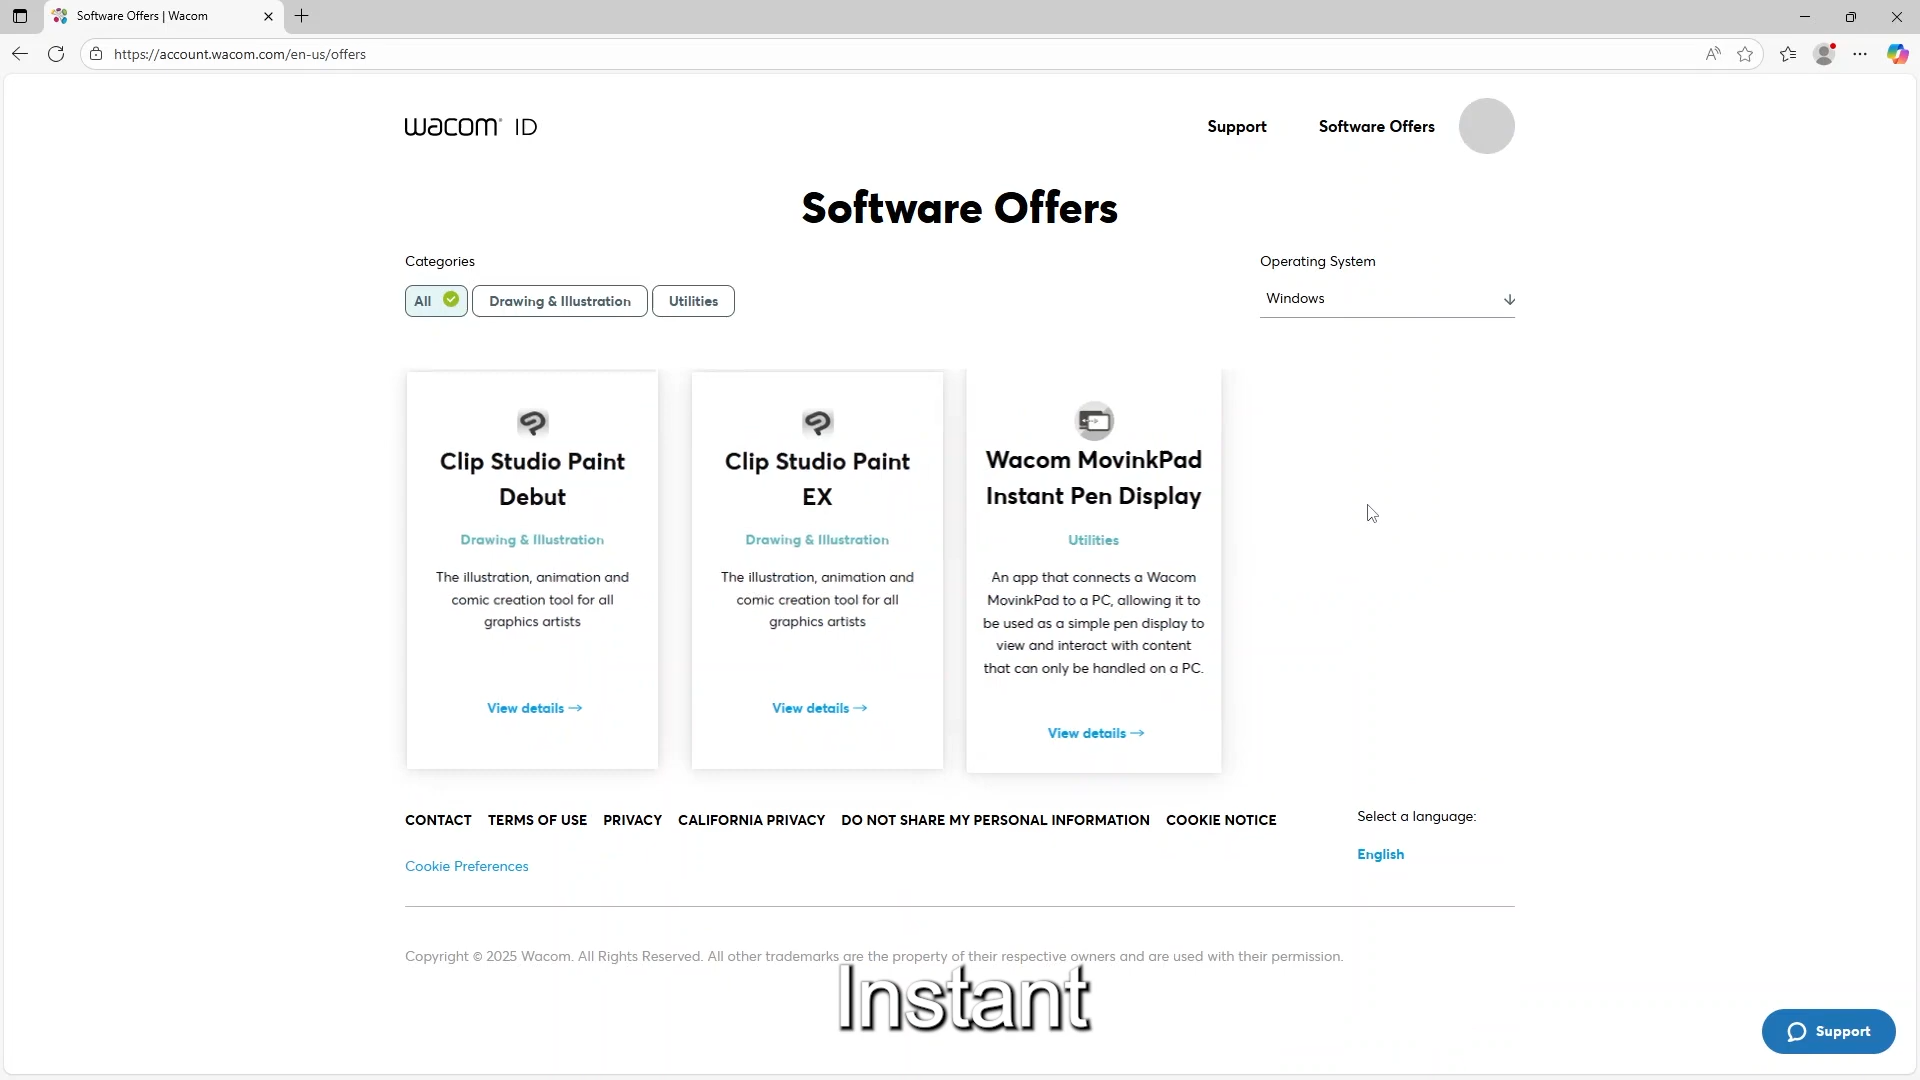 Software Offers | Wacom
https://account.wacom.com/en-us/offers
wacom ID
Support
Software Offers
Software Offers
Categories
Operating System
All
Drawing & Illustration
Utilities
Windows
Clip Studio Paint
Debut
Drawing & Illustration
The illustration, animation and
comic creation tool for all
graphics artists
View details →
Clip Studio Paint
EX
Drawing & Illustration
The illustration, animation and
comic creation tool for all
graphics artists
View details →
Wacom MovinkPad
Instant Pen Display
Utilities
An app that connects a Wacom
MovinkPad to a PC, allowing it to
be used as a simple pen display to
view and interact with content
that can only be handled on a PC.
View details →
CONTACT TERMS OF USE PRIVACY CALIFORNIA PRIVACY DO NOT SHARE MY PERSONAL INFORMATION COOKIE NOTICE
Cookie Preferences
Select a language:
English
Copyright © 2025 Wacom. All Rights Reserved. All other trademarks are the property of their respective owners and are used with their permission.
Instant
Support